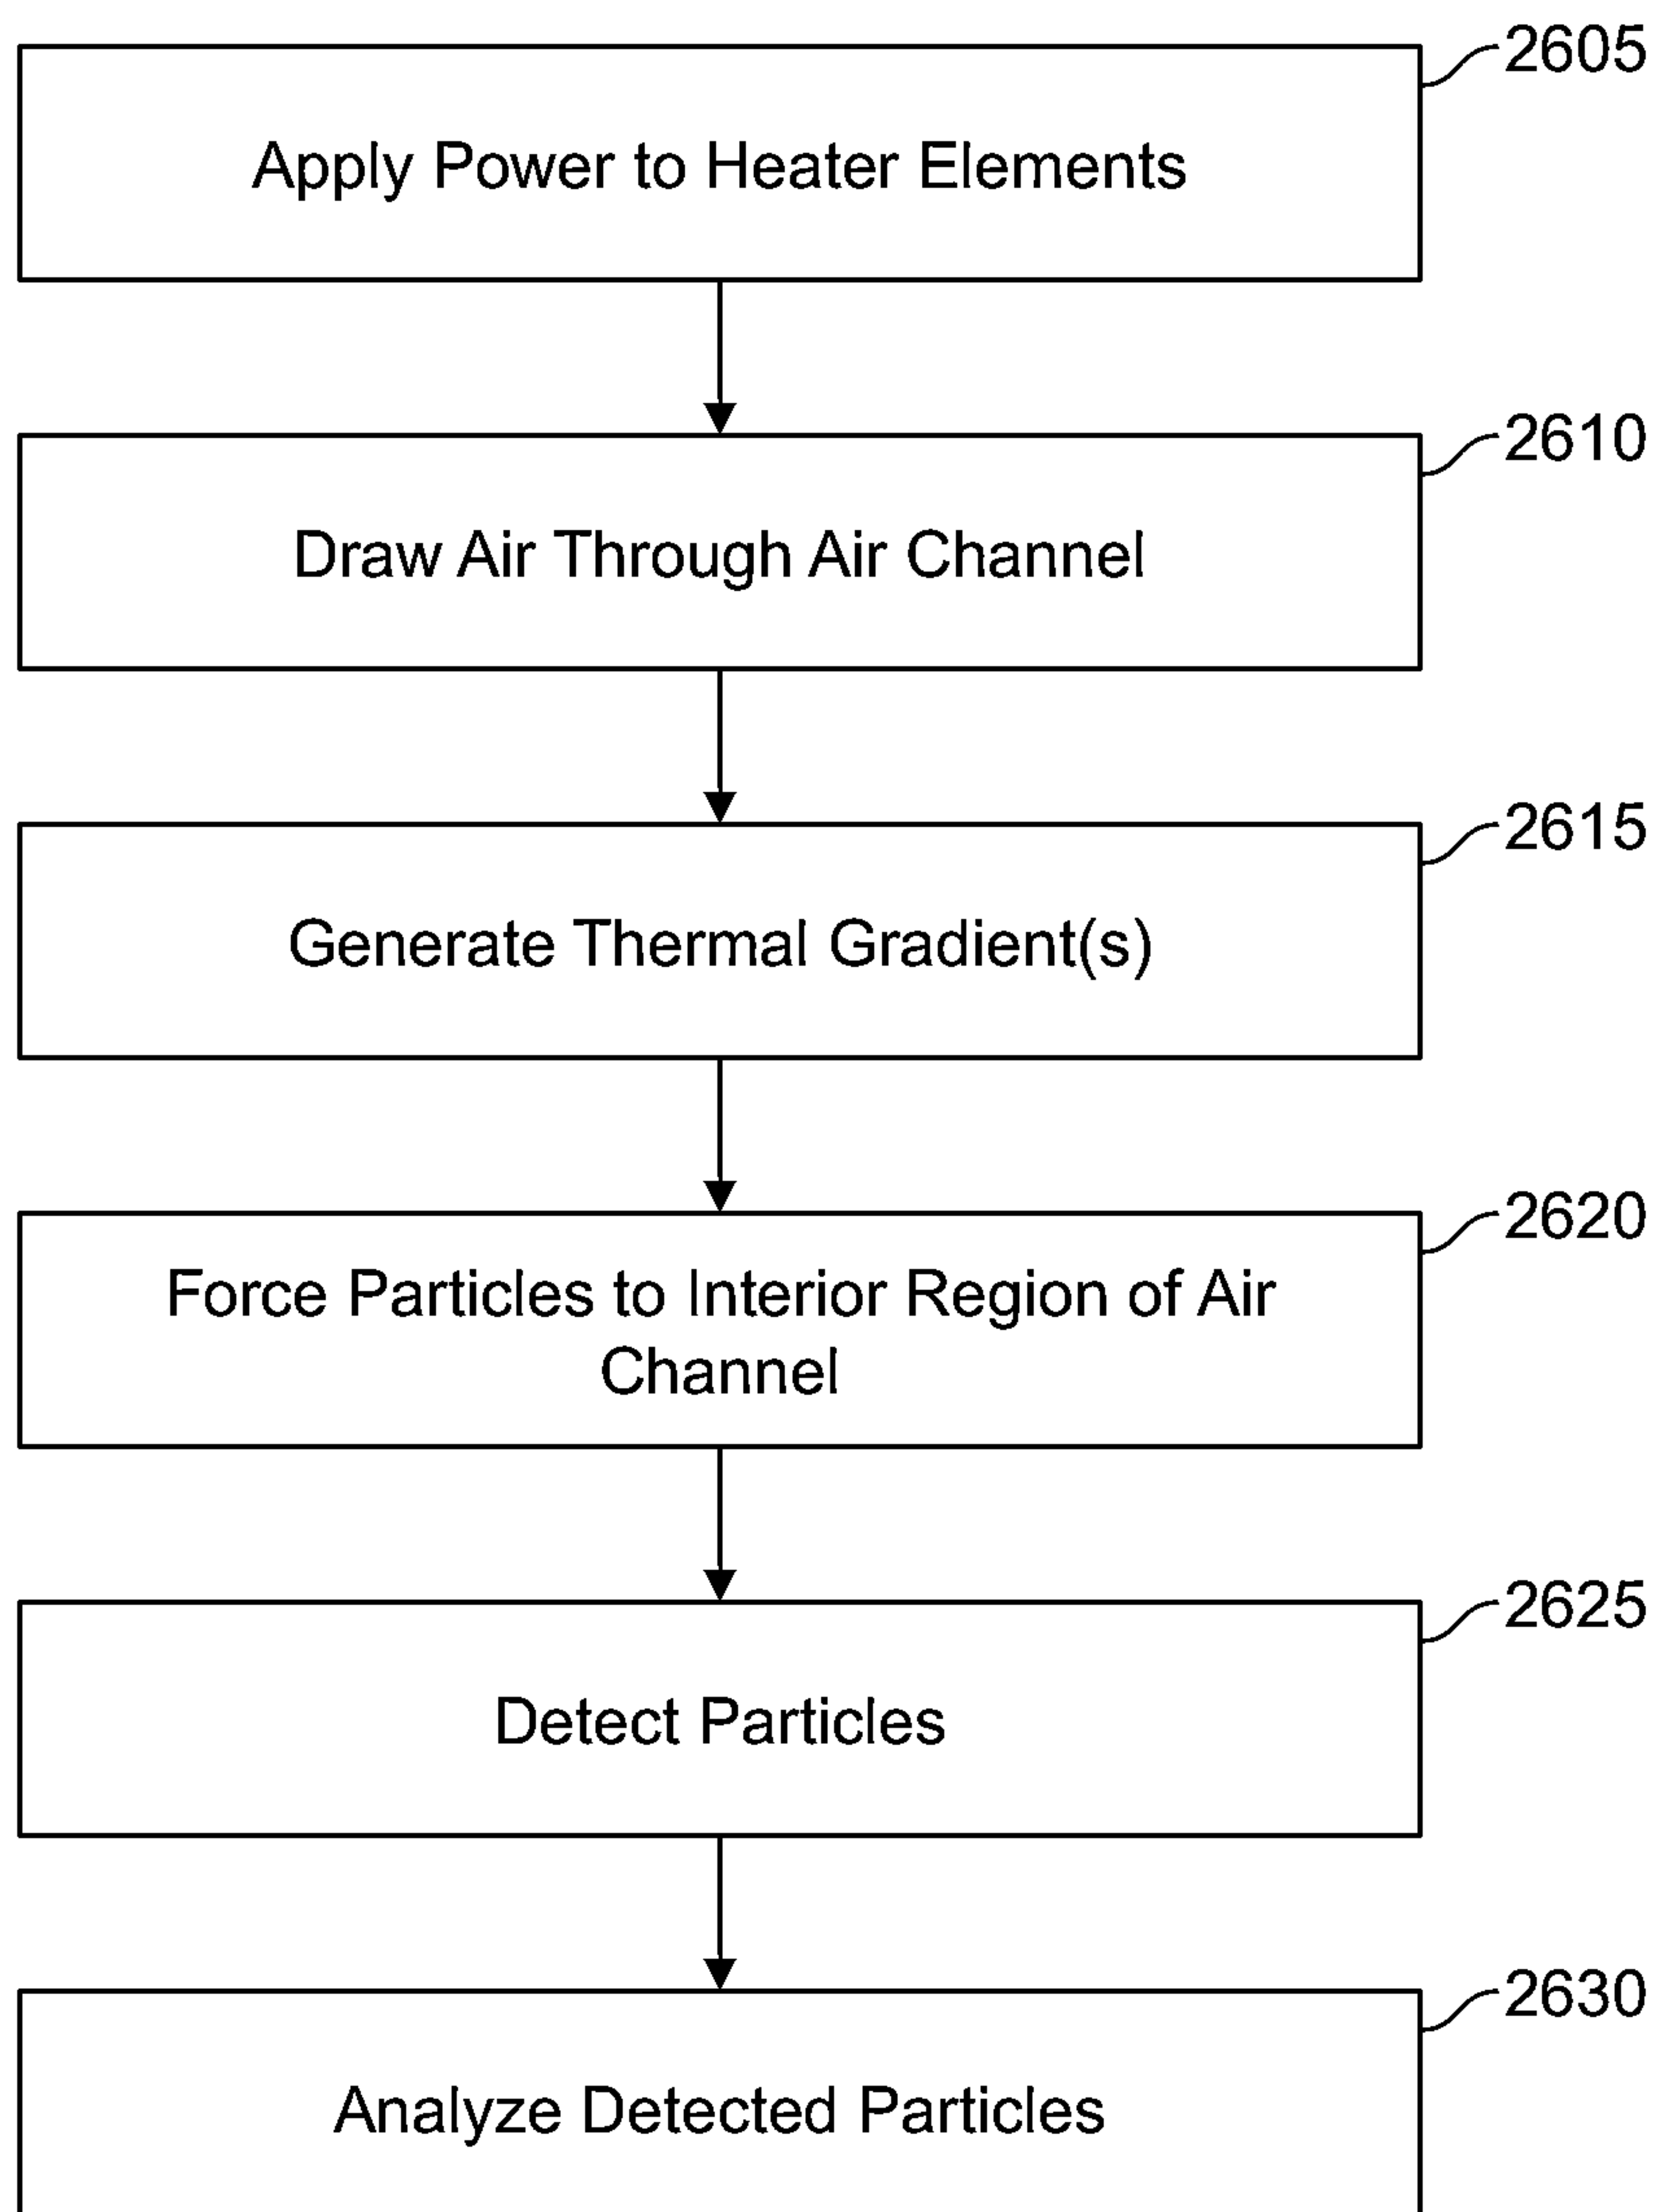 2605
Apply Power to Heater Elements
2610
Draw Air Through Air Channel
2615
Generate Thermal Gradient(s)
2620
Force Particles to Interior Region of Air
Channel
2625
Detect Particles
2630
Analyze Detected Particles